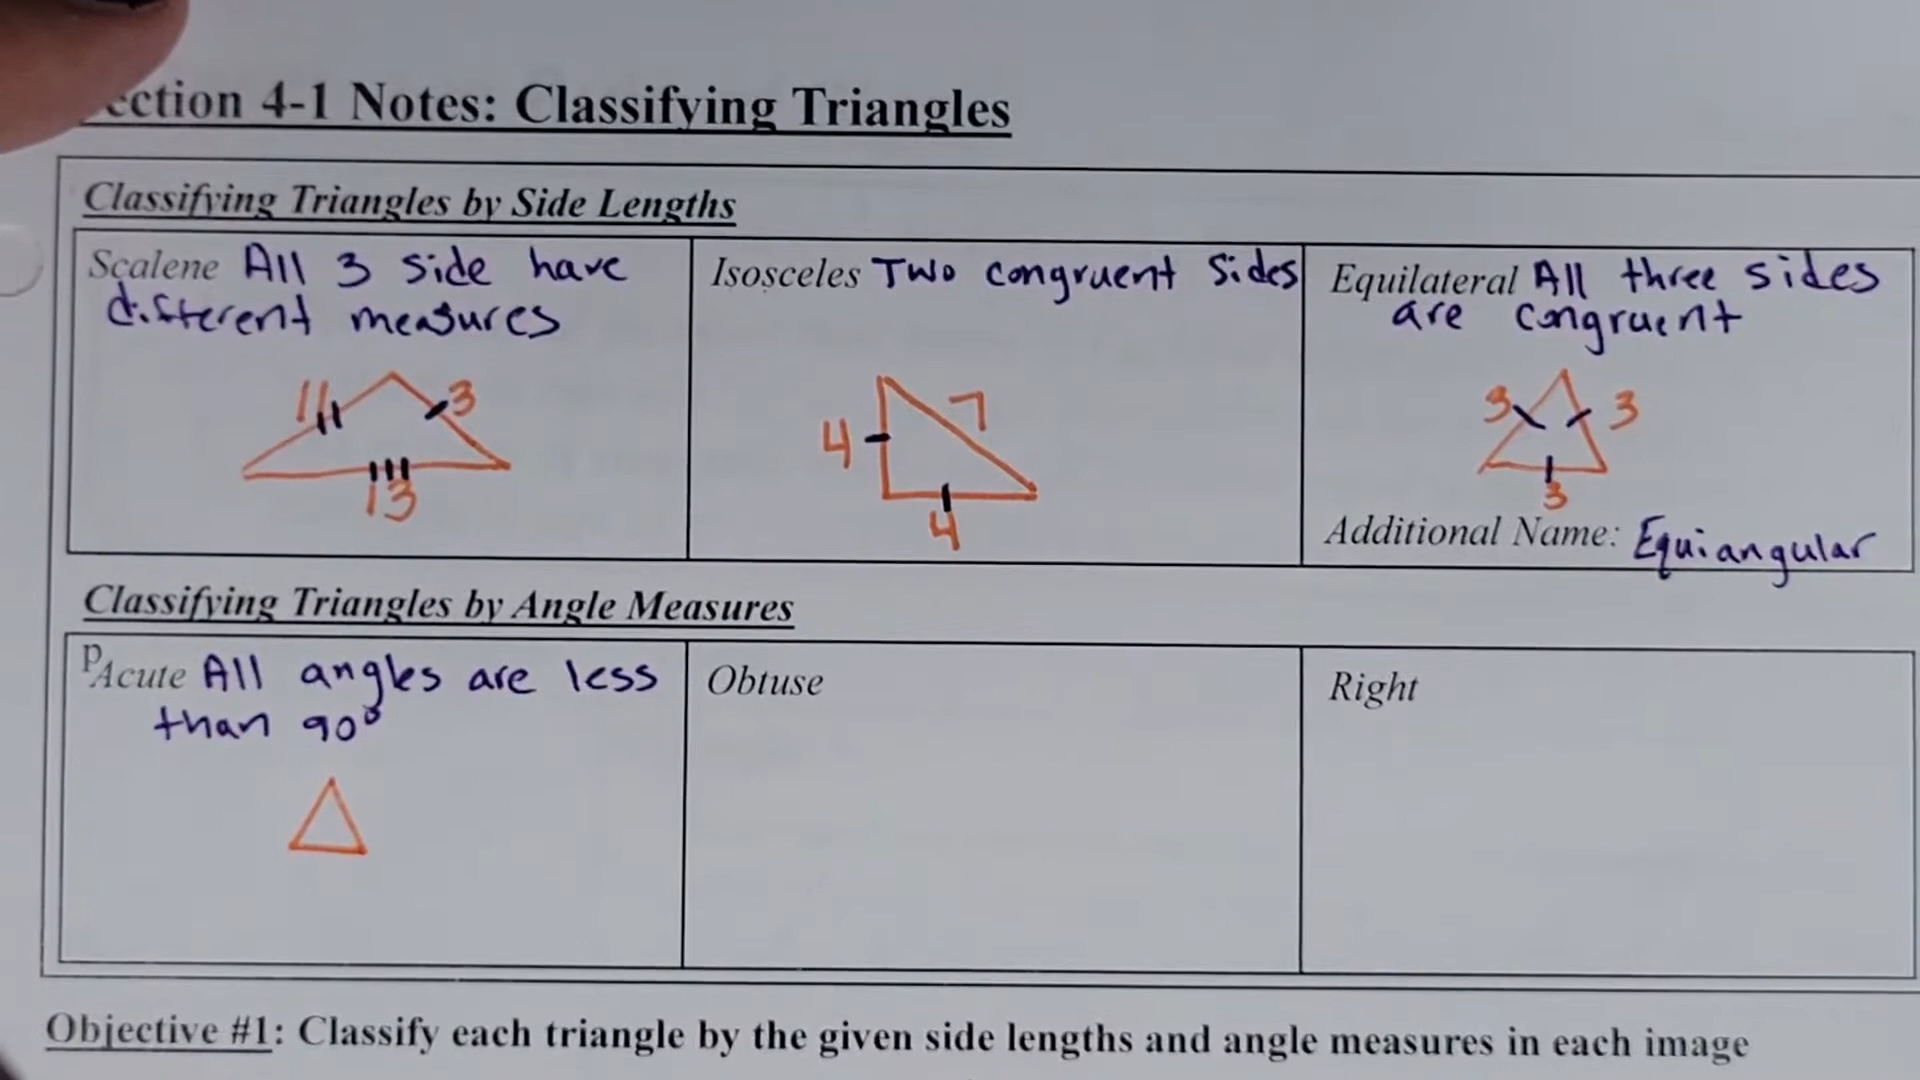 ection 4-1 Notes: Classifying Triangles
Classifying Triangles by Side Lengths
Scalene All 3 side have
different measures
11
3
13
Isosceles Two congruent sides
7
4
4
Equilateral All three sides
are congruent
3
3
3
Additional Name: Equiangular
Classifying Triangles by Angle Measures
P
Acute All angles are less
than 90°
Obtuse
Right
Objective #1: Classify each triangle by the given side lengths and angle measures in each image